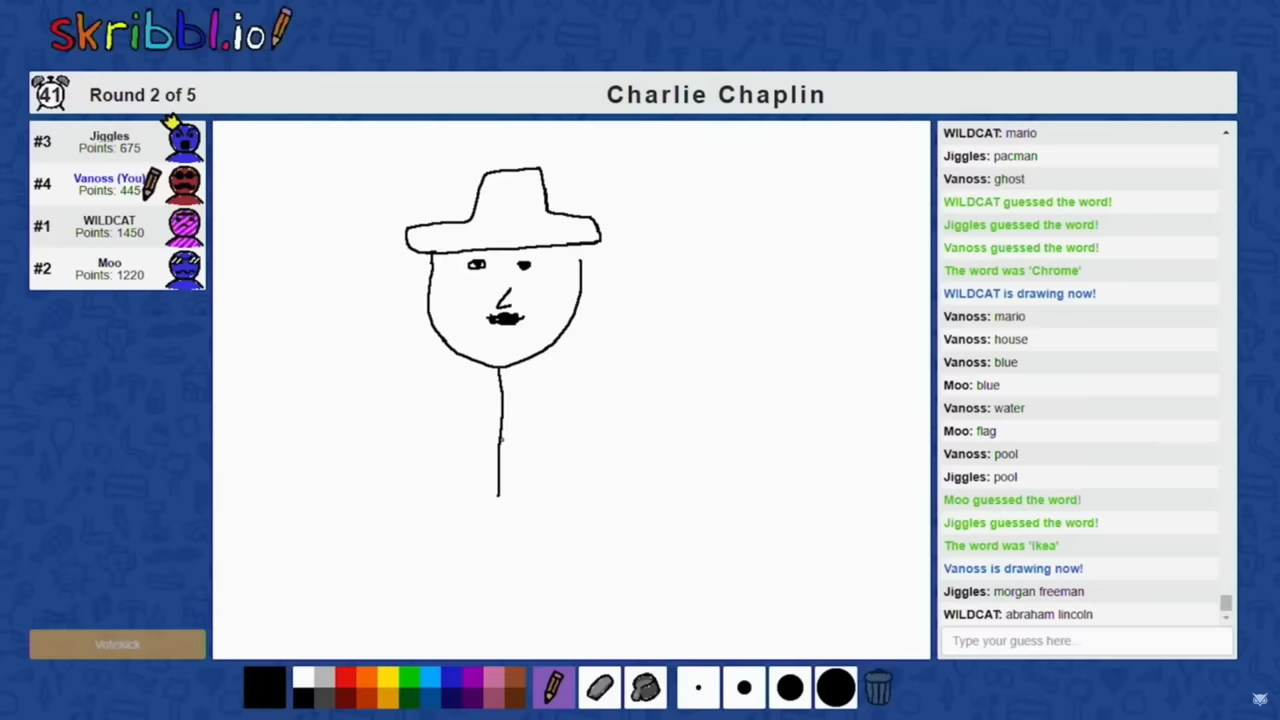 skribbl.io
41
Round 2 of 5
Charlie Chaplin
#3
Jiggles
Points: 675
#4
Vanoss (You)
Points: 445
#1
WILDCAT
Points: 1450
#2
Moo
Points: 1220
Votekick
WILDCAT: mario
Jiggles: pacman
Vanoss: ghost
WILDCAT guessed the word!
Jiggles guessed the word!
Vanoss guessed the word!
The word was 'Chrome'
WILDCAT is drawing now!
Vanoss: mario
Vanoss: house
Vanoss: blue
Moo: blue
Vanoss: water
Moo: flag
Vanoss: pool
Jiggles: pool
Moo guessed the word!
Jiggles guessed the word!
The word was 'Ikea'
Vanoss is drawing now!
Jiggles: morgan freeman
WILDCAT: abraham lincoln
Type your guess here...